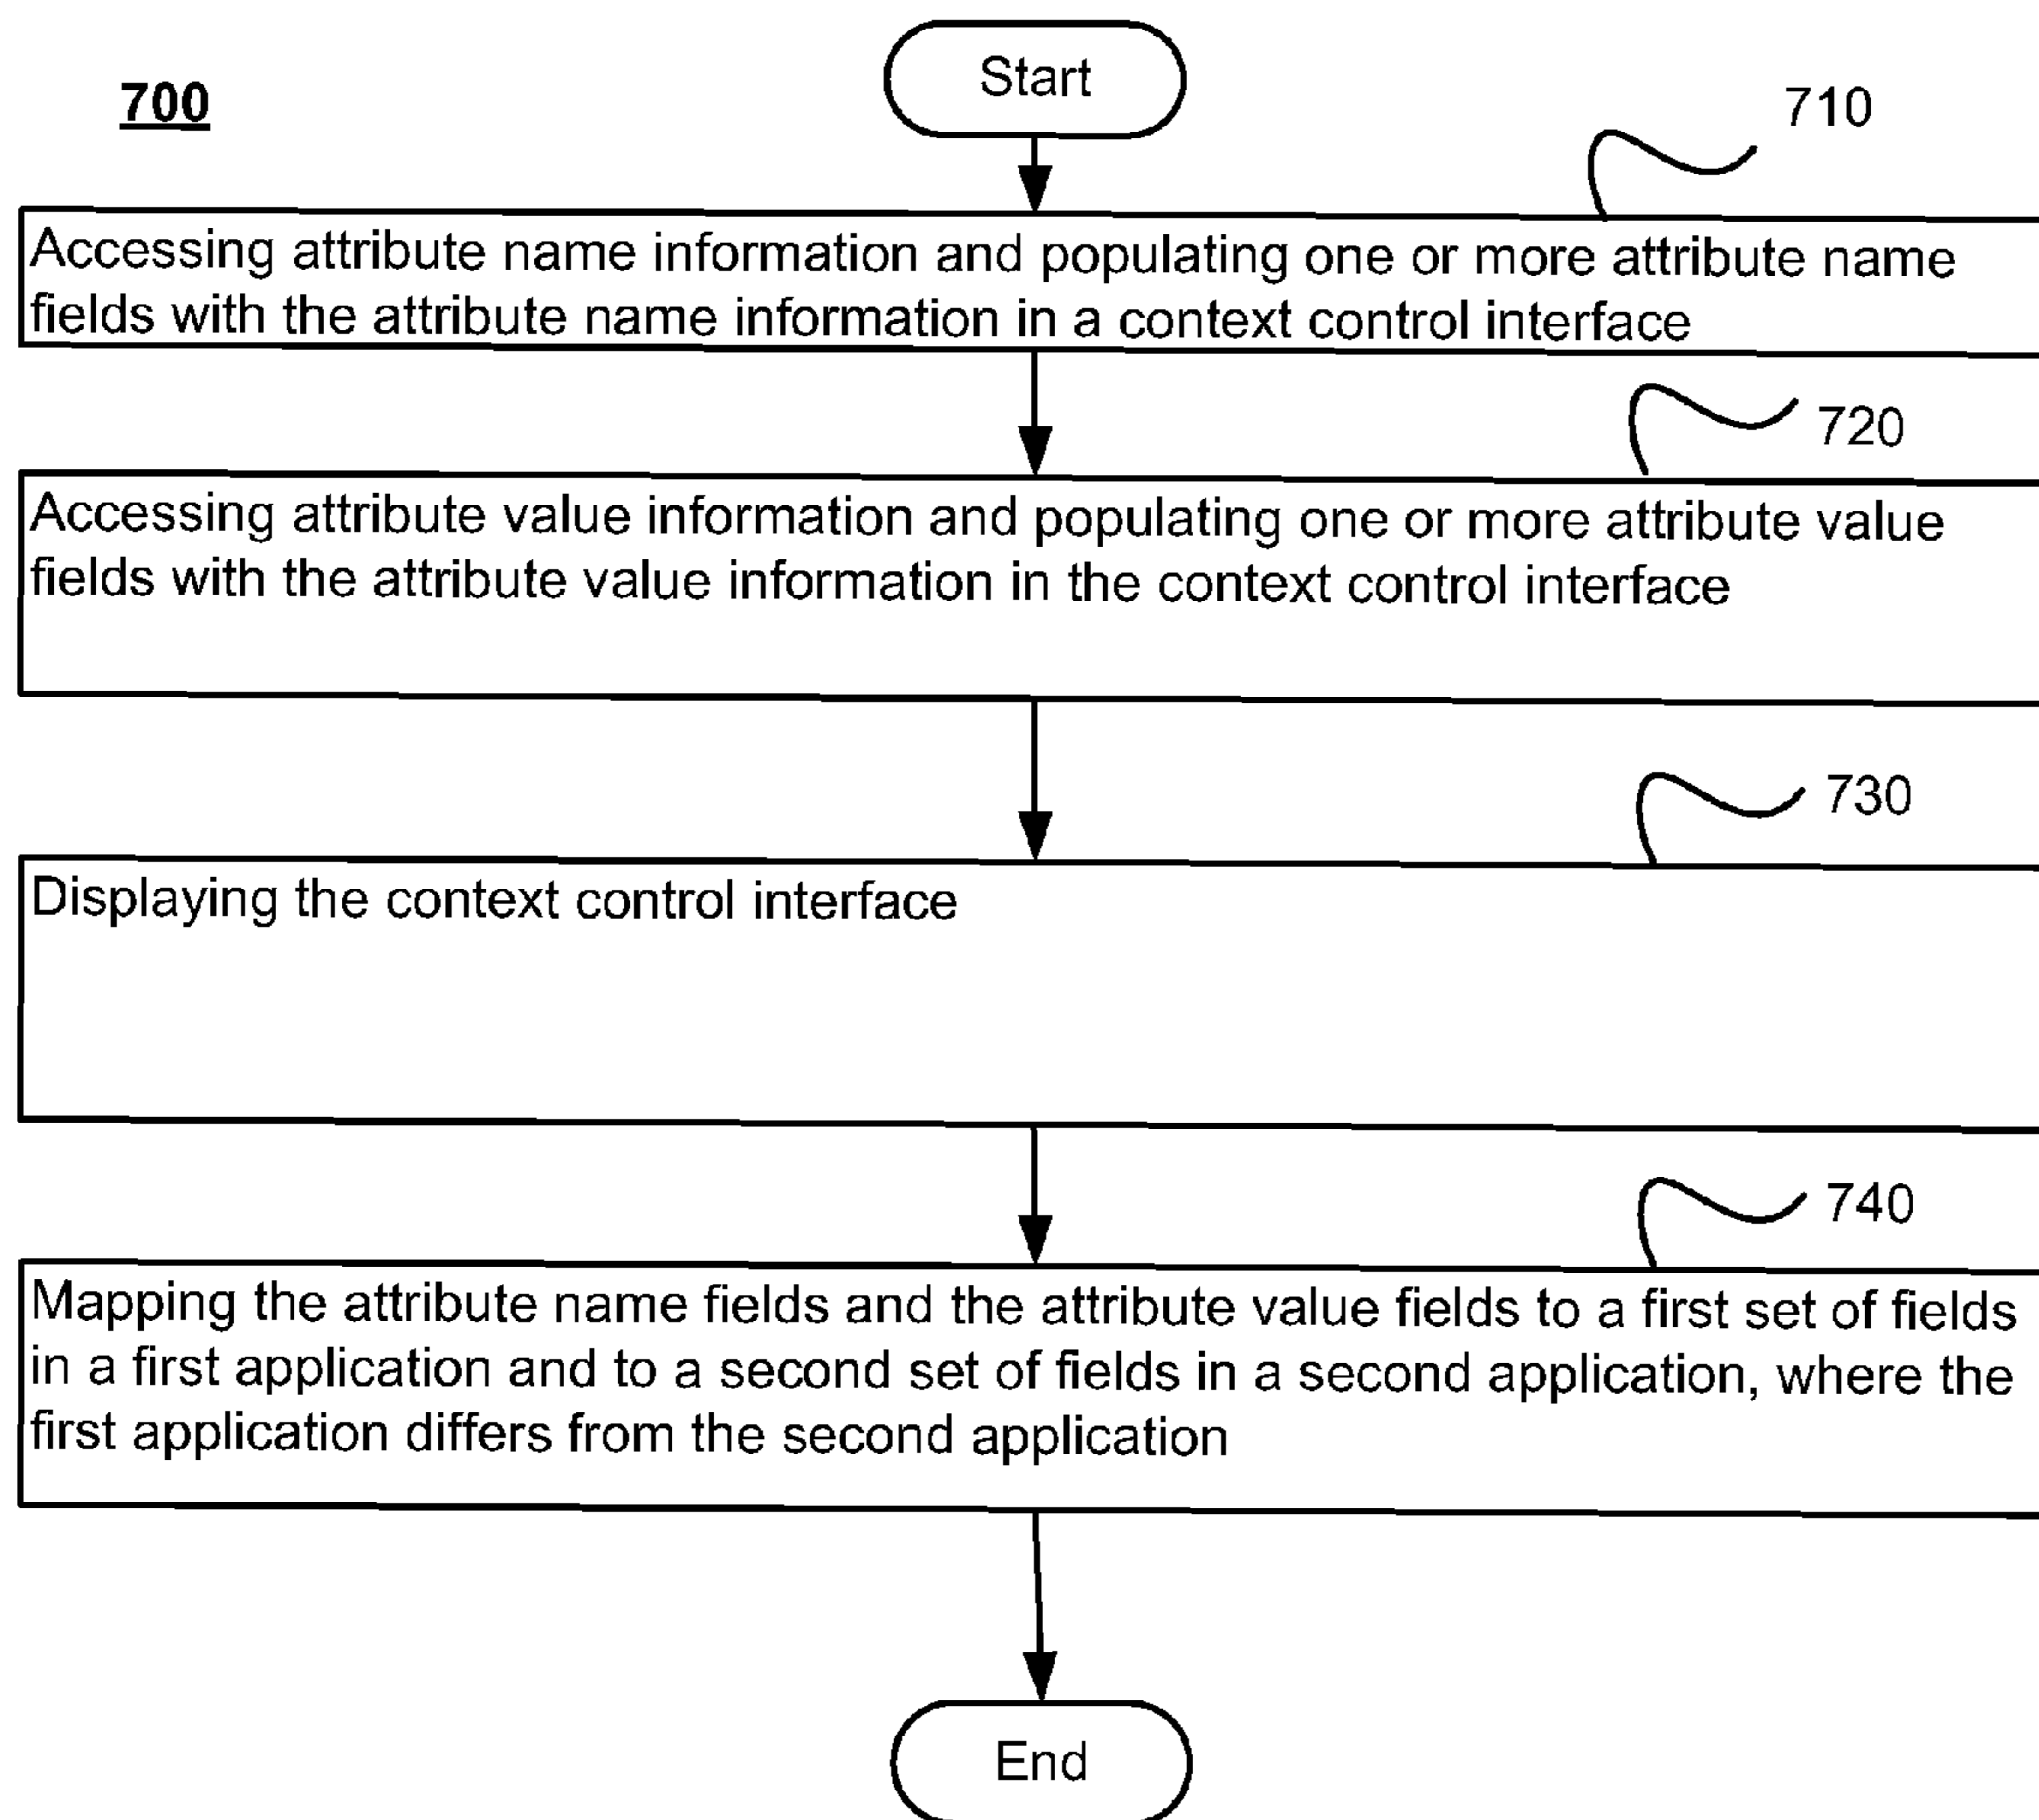 Start
700
710
Accessing attribute name information and populating one or more attribute name
fields with the attribute name information in a context control interface
720
Accessing attribute value information and populating one or more attribute value
fields with the attribute value information in the context control interface
730
Displaying the context control interface
740
Mapping the attribute name fields and the attribute value fields to a first set of fields
in a first application and to a second set of fields in a second application, where the
first application differs from the second application
End